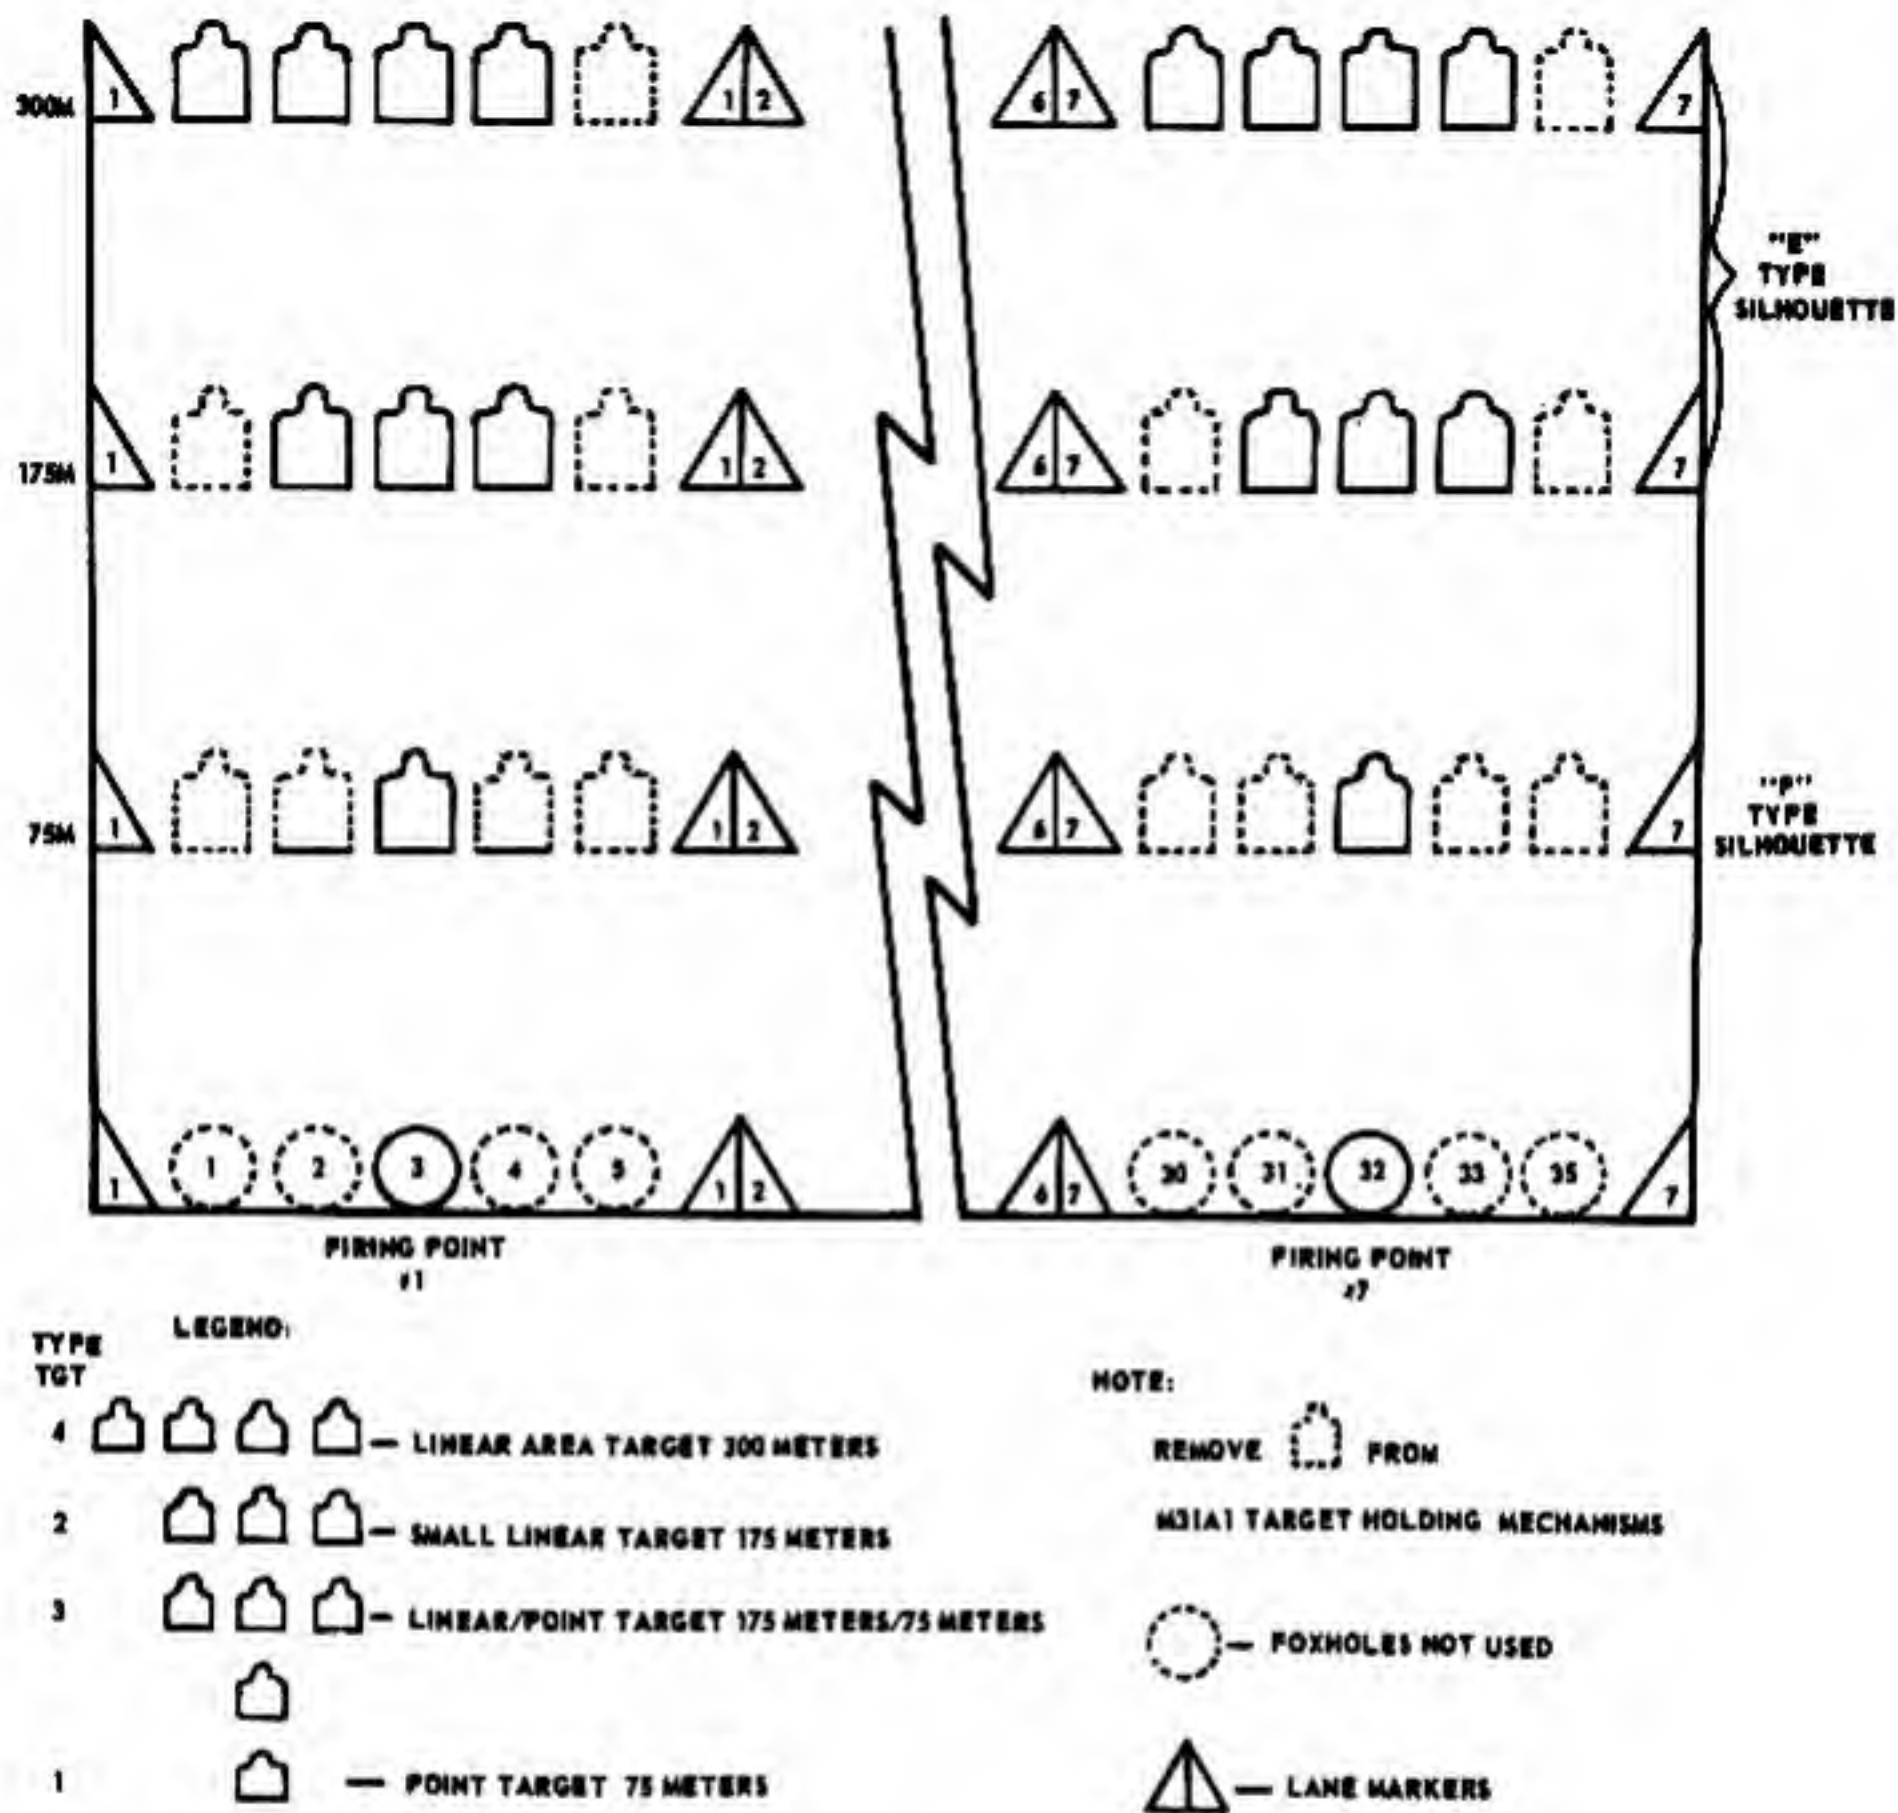 300M 1 1 2 6 7 7
"E"
TYPE
SILHOUETTE
175M 1 1 2 6 7 7
75M 1 1 2 6 7 7
"F"
TYPE
SILHOUETTE
1 1 2 3 4 5 1 2 6 7 30 31 32 33 35 7
FIRING POINT
#1
FIRING POINT
#7
LEGEND:
TYPE
TGT
4 — LINEAR AREA TARGET 300 METERS
2 — SMALL LINEAR TARGET 175 METERS
3 — LINEAR/POINT TARGET 175 METERS/75 METERS
1 — POINT TARGET 75 METERS
NOTE:
REMOVE FROM
M31A1 TARGET HOLDING MECHANISMS
— FOXHOLES NOT USED
— LANE MARKERS